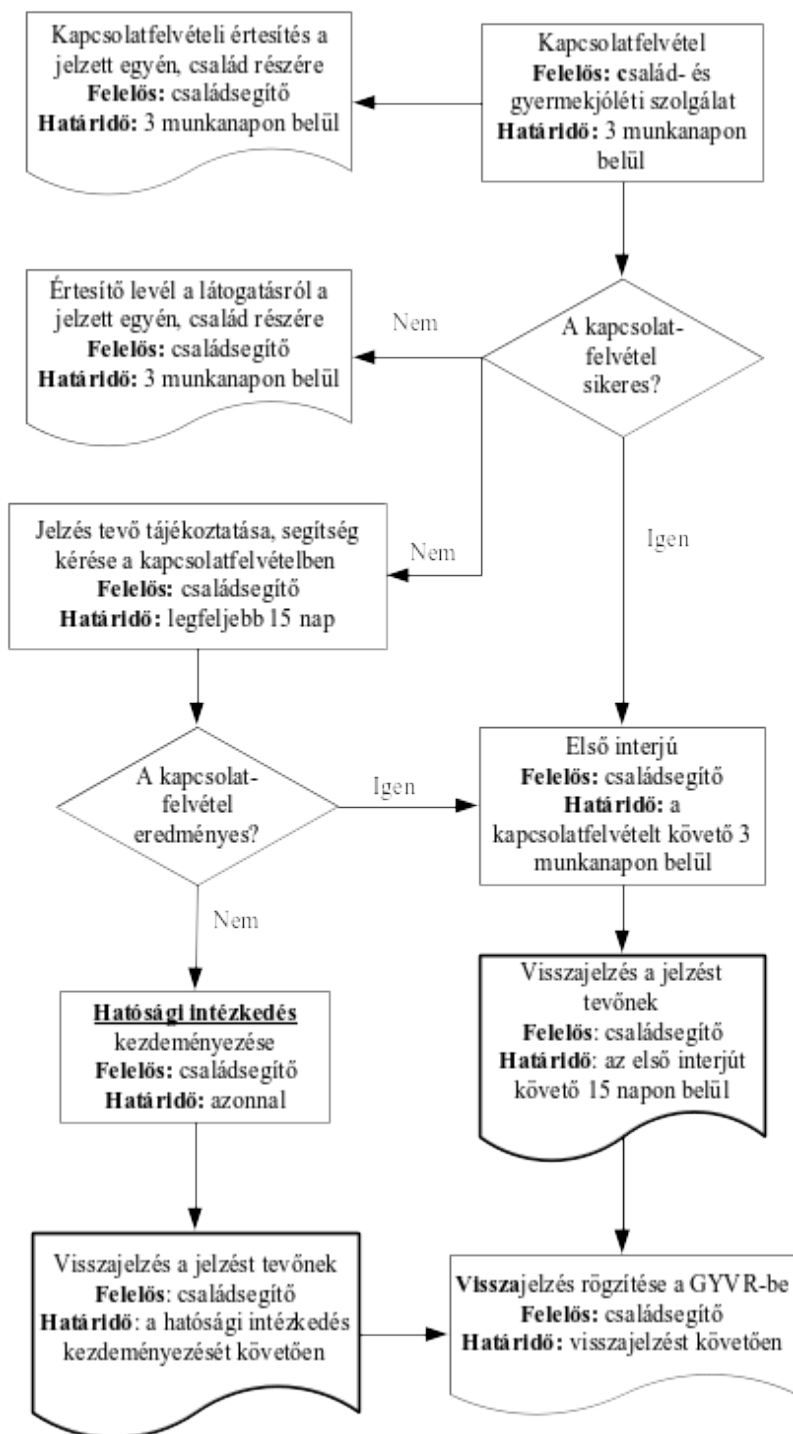 Kapcsolatfelvételi értesítés a
jelzett egyén, család részére
Felelős: családsegítő
Határidő: 3 munkanapon belül
Kapcsolatfelvétel
Felelős: család- és
gyermekjóléti szolgálat
Határidő: 3 munkanapon
belül
Értesítő levél a látogatásról a
jelzett egyén, család részére
Felelős: családsegítő
Határidő: 3 munkanapon belül
Nem
A kapcsolat-
felvétel
sikeres?
Jelzés tevő tájékoztatása, segítség
kérése a kapcsolatfelvételben
Felelős: családsegítő
Határidő: legfeljebb 15 nap
Nem
Igen
A kapcsolat-
felvétel
eredményes?
Igen
Első interjú
Felelős: családsegítő
Határidő: a
kapcsolatfelvételt követő 3
munkanapon belül
Nem
Hatósági intézkedés
kezdeményezése
Felelős: családsegítő
Határidő: azonnal
Visszajelzés a jelzést
tevőnek
Felelős: családsegítő
Határidő: az első interjút
követő 15 napon belül
Visszajelzés a jelzést tevőnek
Felelős: családsegítő
Határidő: a hatósági intézkedés
kezdeményezését követően
Visszajelzés rögzítése a GYVR-be
Felelős: családsegítő
Határidő: visszajelzést követően